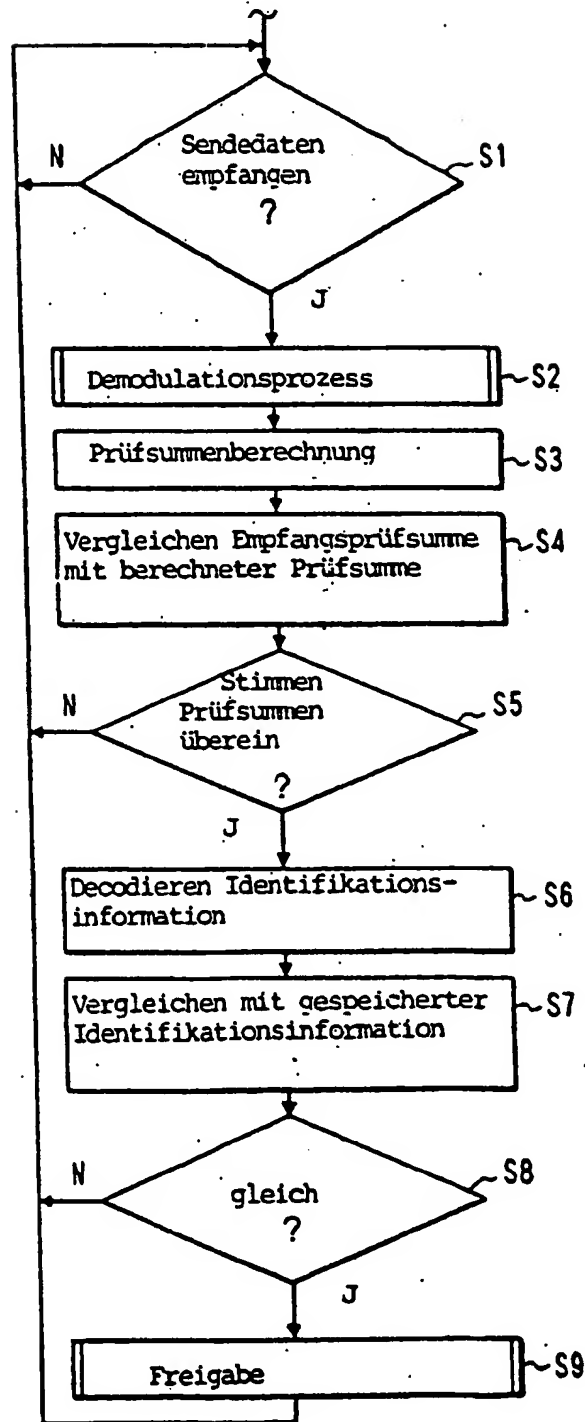 Sendedaten
empfangen
?
N
S1
J
Demodulationsprozess
S2
Prüfsummenberechnung
S3
Vergleichen Empfangsprüfsumme
mit berechneter Prüfsumme
S4
Stimmen
Prüfsummen
überein
?
N
S5
J
Decodieren Identifikations-
information
S6
Vergleichen mit gespeicherter
Identifikationsinformation
S7
gleich
?
N
S8
J
Freigabe
S9